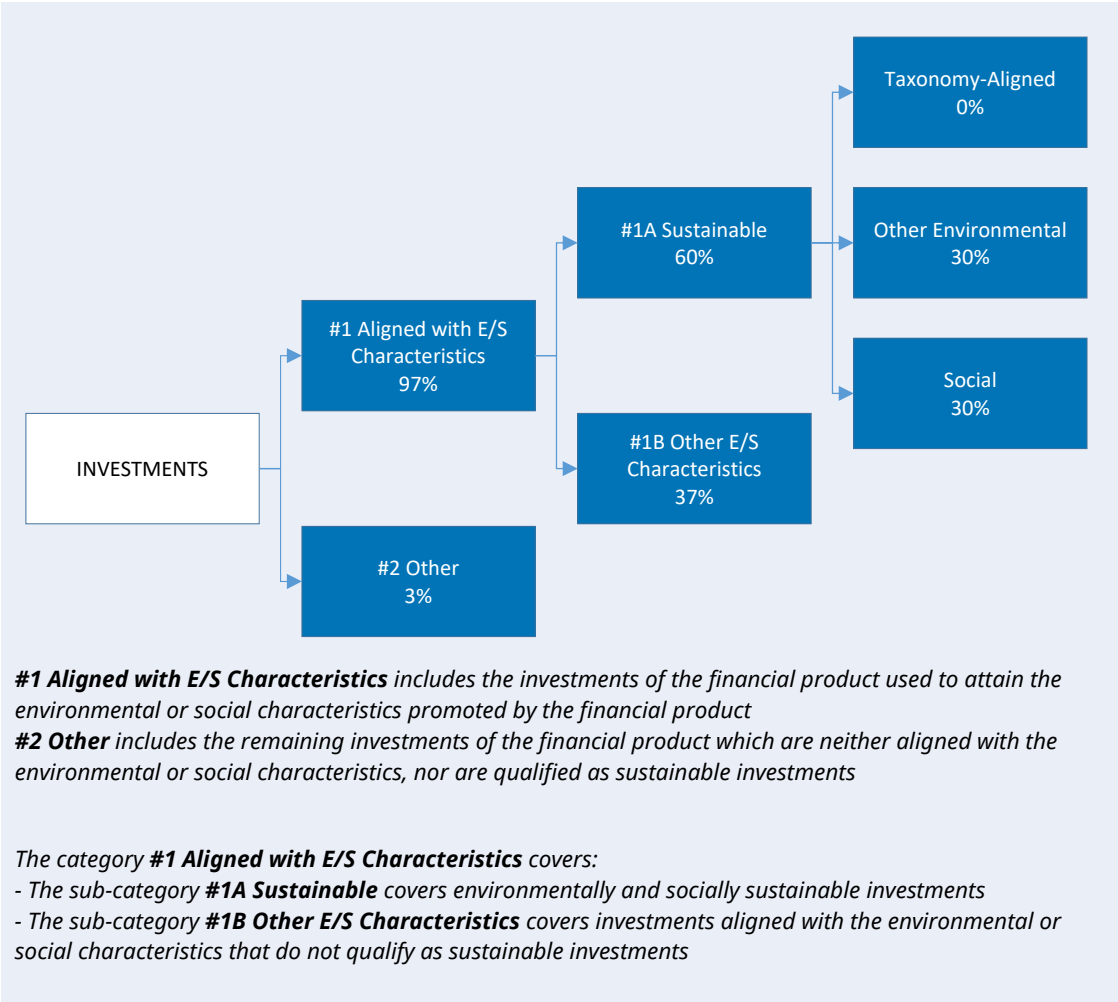 Taxonomy-Aligned
0%
#1A Sustainable
60%
Other Environmental
30%
#1 Aligned with E/S
Characteristics
97%
Social
30%
INVESTMENTS
#1B Other E/S
Characteristics
37%
#2 Other
3%
#1 Aligned with E/S Characteristics includes the investments of the financial product used to attain the
environmental or social characteristics promoted by the financial product
#2 Other includes the remaining investments of the financial product which are neither aligned with the
environmental or social characteristics, nor are qualified as sustainable investments
The category #1 Aligned with E/S Characteristics covers:
- The sub-category #1A Sustainable covers environmentally and socially sustainable investments
- The sub-category #1B Other E/S Characteristics covers investments aligned with the environmental or
social characteristics that do not qualify as sustainable investments